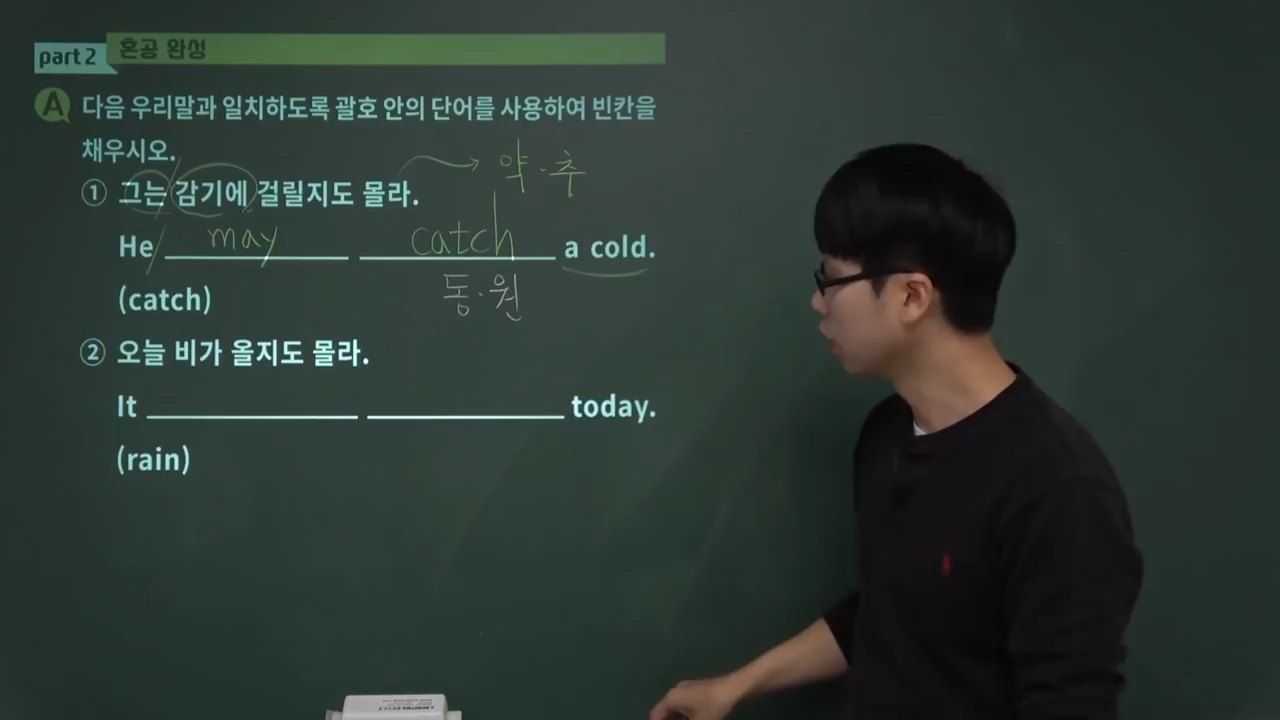 part 2 혼공 완성
A 다음 우리말과 일치하도록 괄호 안의 단어를 사용하여 빈칸을
채우시오.
약·추
① 그는 감기에 걸릴지도 몰라.
He may catch a cold.
동·원
(catch)
② 오늘 비가 올지도 몰라.
It ____ ____ today.
(rain)